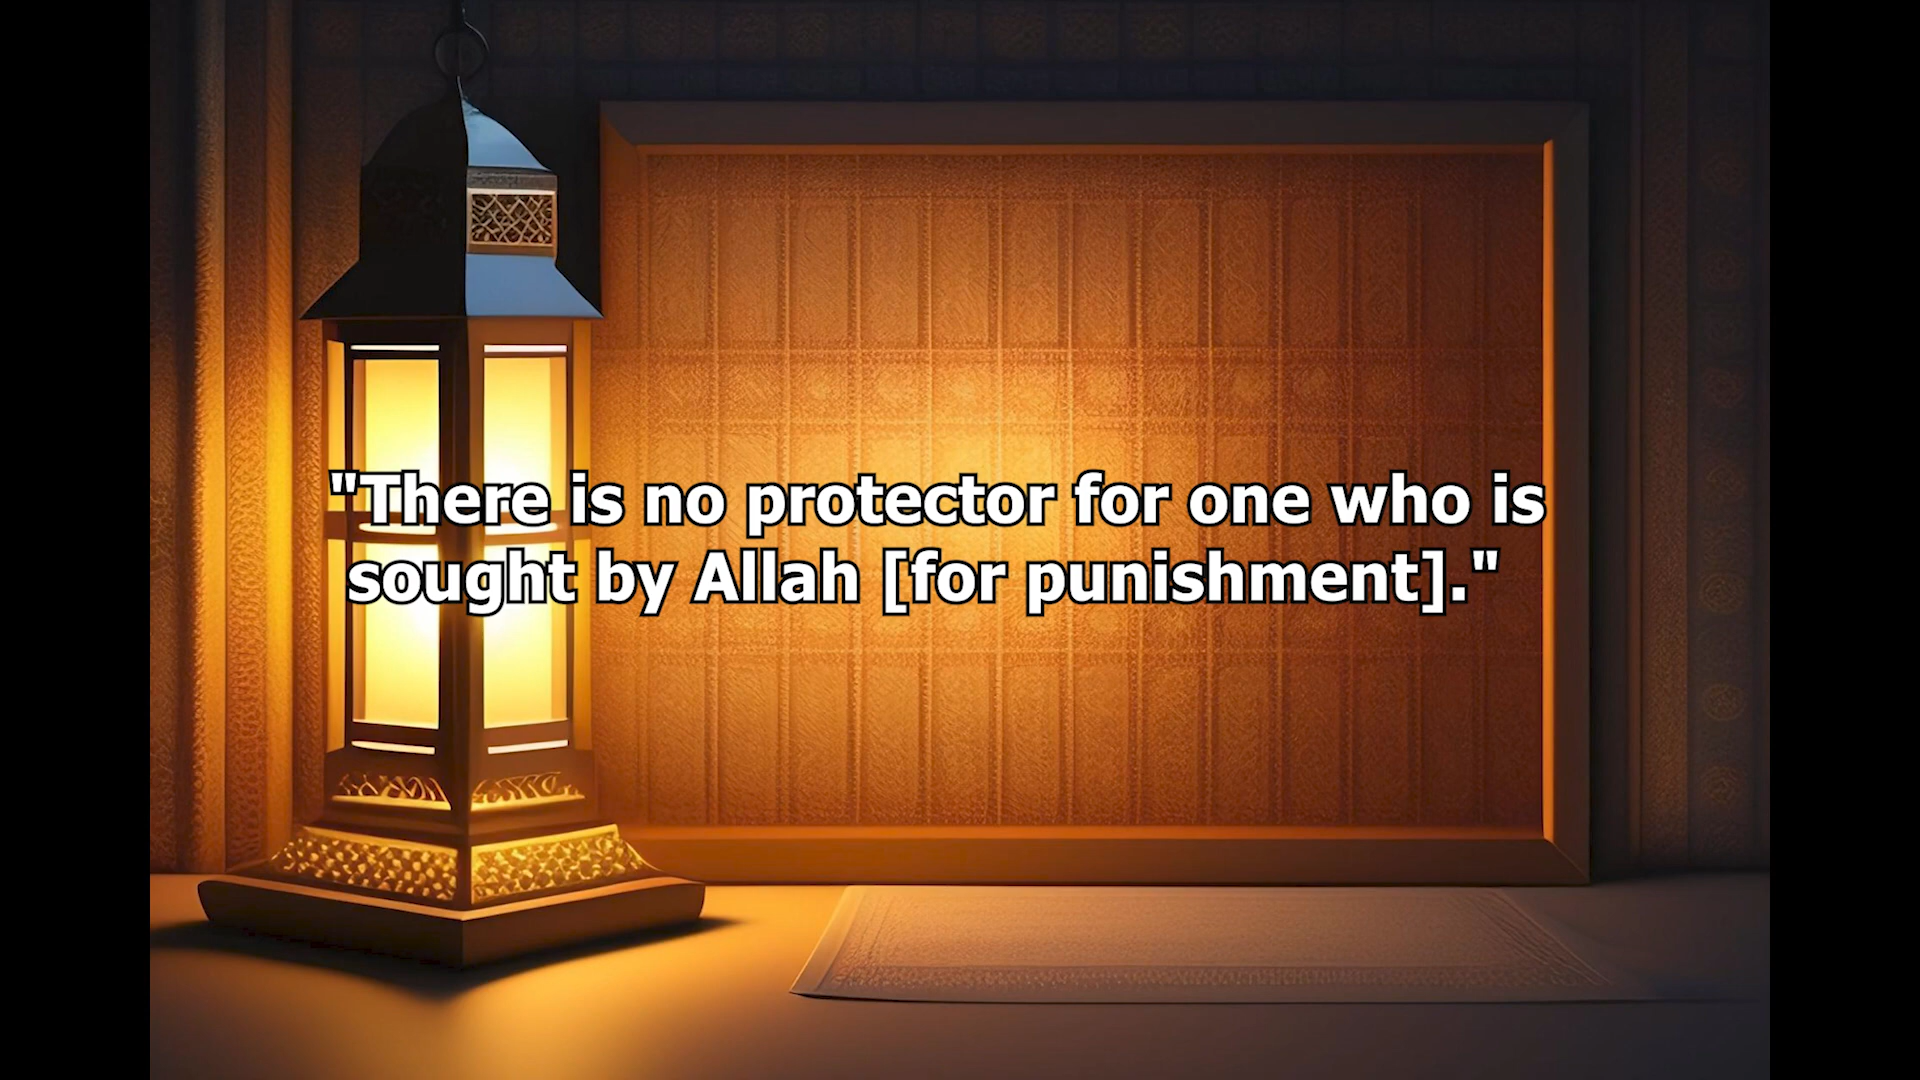 "There is no protector for one who is
sought by Allah [for punishment]."